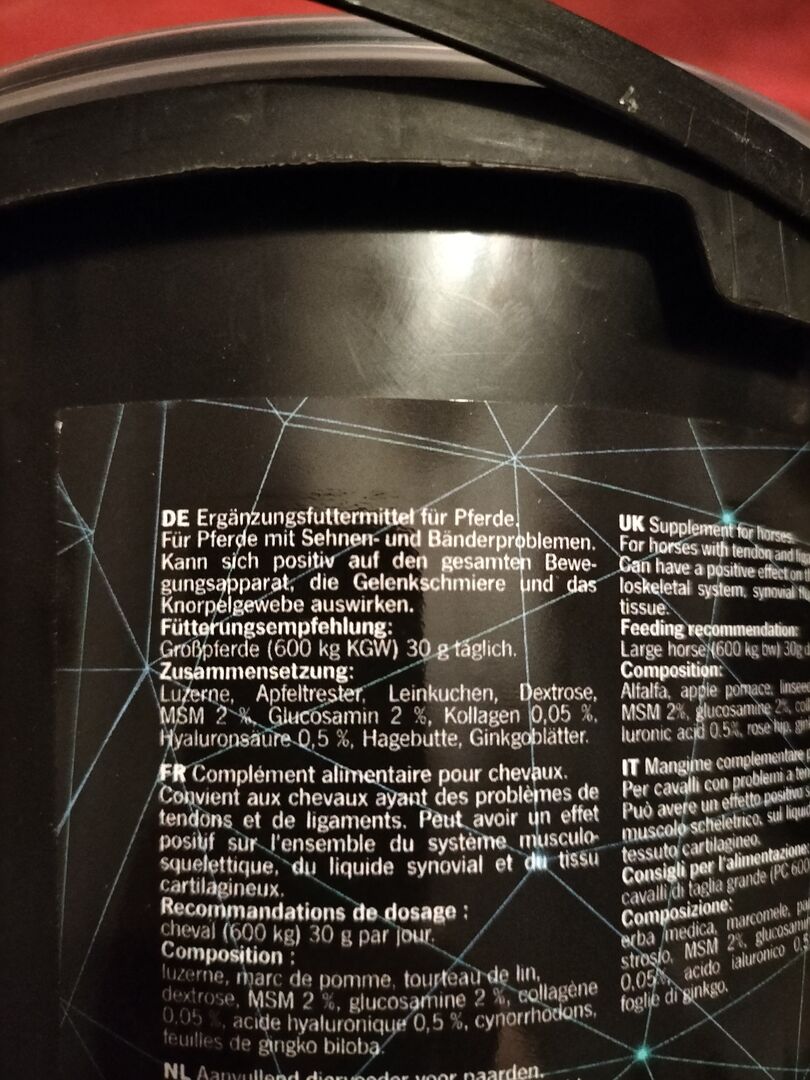 DE Ergänzungsfuttermittel für Pferde.
Für Pferde mit Sehnen- und Bänderproblemen.
Kann sich positiv auf den gesamten Bewe-
gungsapparat, die Gelenkschmiere und das
Knorpelgewebe auswirken.
Fütterungsempfehlung:
Großpferde (600 kg KGW) 30 g täglich.
Zusammensetzung:
Luzerne, Apfeltrester, Leinkuchen, Dextrose,
MSM 2 %, Glucosamin 2 %, Kollagen 0,05 %,
Hyaluronsäure 0,5 %, Hagebutte, Ginkgoblätter.
FR Complément alimentaire pour chevaux.
Convient aux chevaux ayant des problèmes de
tendons et de ligaments. Peut avoir un effet
positif sur l'ensemble du système musculo-
squelettique, du liquide synovial et du tissu
cartilagineux.
Recommandations de dosage :
cheval (600 kg) 30 g par jour.
Composition :
luzerne, marc de pomme, tourteau de lin,
dextrose, MSM 2 %, glucosamine 2 %, collagène
0,05 %, acide hyaluronique 0,5 %, cynorrhodons,
feuilles de gingko biloba.
NL Aanvullend diervoeder voor paarden.
UK Supplement for horses.
For horses with tendon and
Can have a positive effect on
loskeletal system, synovial
tissue.
Feeding recommendation:
Large horse (600 kg bw) 30g
Composition:
Alfalfa, apple pomace,
MSM 2%, glucosamine 2%,
luronic acid 0.5%, rose hip,
IT Mangime complementare
Per cavalli con problemi a
Può avere un effetto positivo
muscolo scheletrico, sul
tessuto cartilagineo.
Consigli per l'alimentazione:
cavalli di taglia grande (PC
Composizione:
erba medica, marcomele,
MSM 2%,
0,05%, acido ialuronico
foglie di ginkgo.